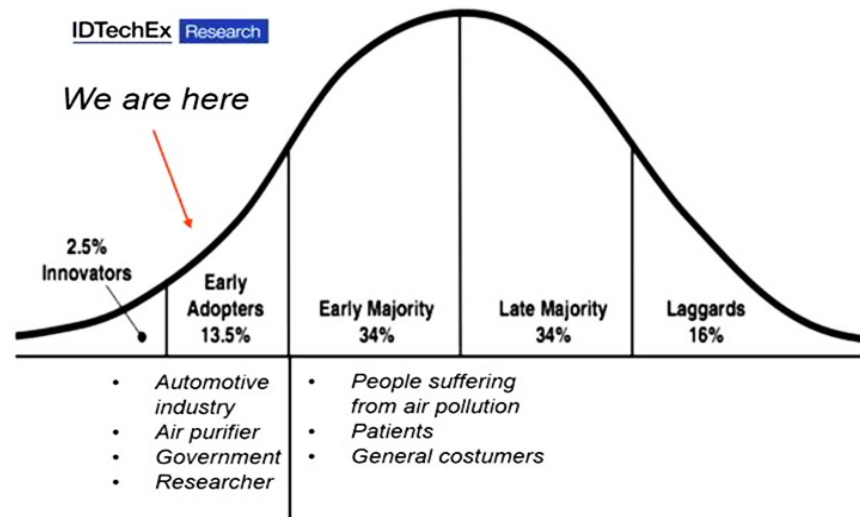 IDTechEx Research
We are here
2.5%
Innovators
Early
Adopters
13.5%
Early Majority
34%
Late Majority
34%
Laggards
16%
• Automotive
industry
• Air purifier
• Government
• Researcher
• People suffering
from air pollution
• Patients
• General costumers